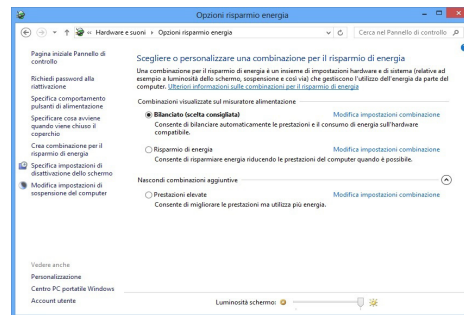 Opzioni risparmio energia
« Hardware e suoni › Opzioni risparmio energia
Cerca nel Pannello di controllo
Pagina iniziale Pannello di
controllo
Richiedi password alla
riattivazione
Specifica comportamento
pulsanti di alimentazione
Specificare cosa avviene
quando viene chiuso il
coperchio
Crea combinazione per il
risparmio di energia
Specifica impostazioni di
disattivazione dello schermo
Modifica impostazioni di
sospensione del computer
Vedere anche
Personalizzazione
Centro PC portatile Windows
Account utente
Scegliere o personalizzare una combinazione per il risparmio di energia
Una combinazione per il risparmio di energia è un insieme di impostazioni hardware e di sistema (relative ad
esempio a luminosità dello schermo, sospensione e così via) che gestiscono l'utilizzo dell'energia da parte del
computer. Ulteriori informazioni sulle combinazioni per il risparmio di energia
Combinazioni visualizzate sul misuratore alimentazione
Bilanciato (scelta consigliata) Modifica impostazioni combinazione
Consente di bilanciare automaticamente le prestazioni e il consumo di energia sull'hardware
compatibile.
Risparmio di energia Modifica impostazioni combinazione
Consente di risparmiare energia riducendo le prestazioni del computer quando è possibile.
Nascondi combinazioni aggiuntive
Prestazioni elevate Modifica impostazioni combinazione
Consente di migliorare le prestazioni ma utilizza più energia.
Luminosità schermo: